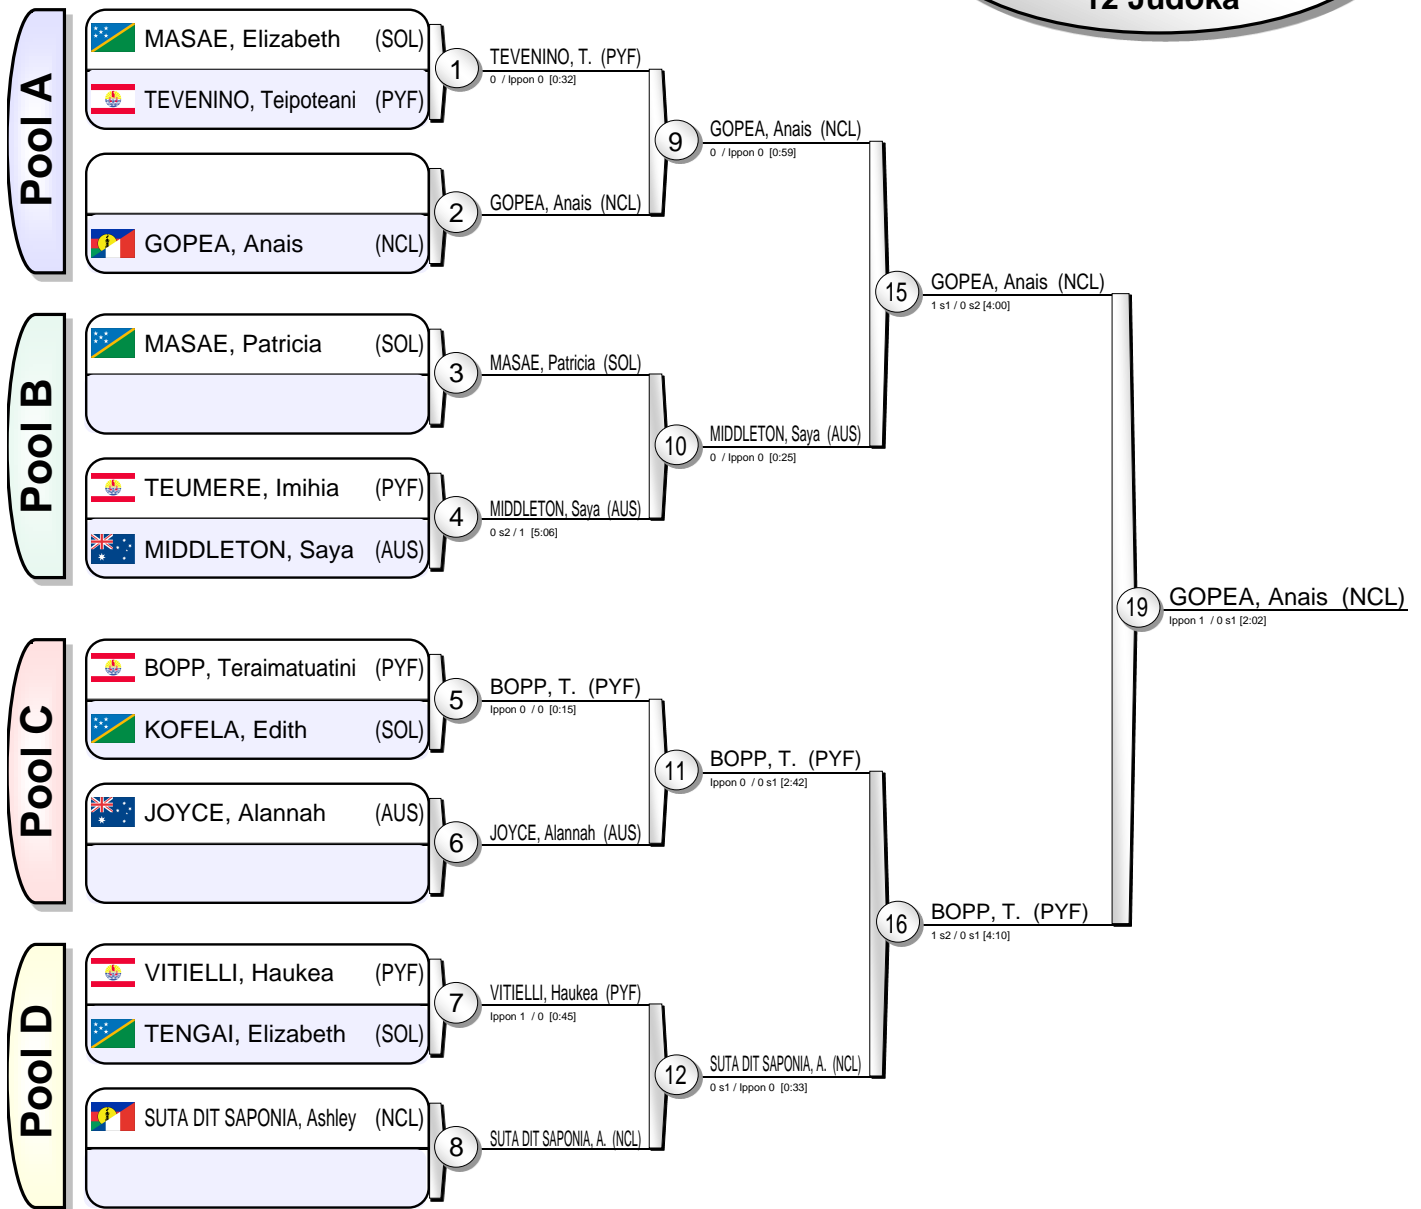 12 Judoka
Pool A
MASAE, Elizabeth (SOL)
TEVENINO, Teipoteani (PYF)
GOPEA, Anais (NCL)
1
TEVENINO, T. (PYF)
0 / Ippon 0 [0:32]
2
GOPEA, Anais (NCL)
9
GOPEA, Anais (NCL)
0 / Ippon 0 [0:59]
Pool B
MASAE, Patricia (SOL)
TEUMERE, Imihia (PYF)
MIDDLETON, Saya (AUS)
3
MASAE, Patricia (SOL)
4
MIDDLETON, Saya (AUS)
0 s2 / 1 [5:06]
10
MIDDLETON, Saya (AUS)
0 / Ippon 0 [0:25]
15
GOPEA, Anais (NCL)
1 s1 / 0 s2 [4:00]
Pool C
BOPP, Teraimatuatini (PYF)
KOFELA, Edith (SOL)
JOYCE, Alannah (AUS)
5
BOPP, T. (PYF)
Ippon 0 / 0 [0:15]
6
JOYCE, Alannah (AUS)
11
BOPP, T. (PYF)
Ippon 0 / 0 s1 [2:42]
Pool D
VITIELLI, Haukea (PYF)
TENGAI, Elizabeth (SOL)
SUTA DIT SAPONIA, Ashley (NCL)
7
VITIELLI, Haukea (PYF)
Ippon 1 / 0 [0:45]
8
SUTA DIT SAPONIA, A. (NCL)
12
SUTA DIT SAPONIA, A. (NCL)
0 s1 / Ippon 0 [0:33]
16
BOPP, T. (PYF)
1 s2 / 0 s1 [4:10]
19
GOPEA, Anais (NCL)
Ippon 1 / 0 s1 [2:02]